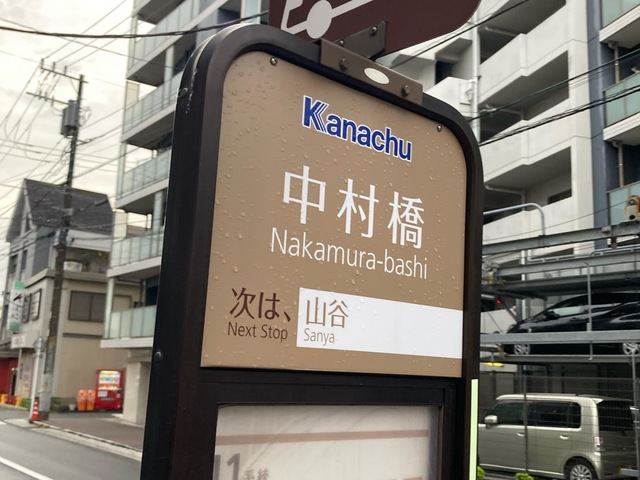 Kanachu
中村橋
Nakamura-bashi
次は、山谷
Next Stop Sanya